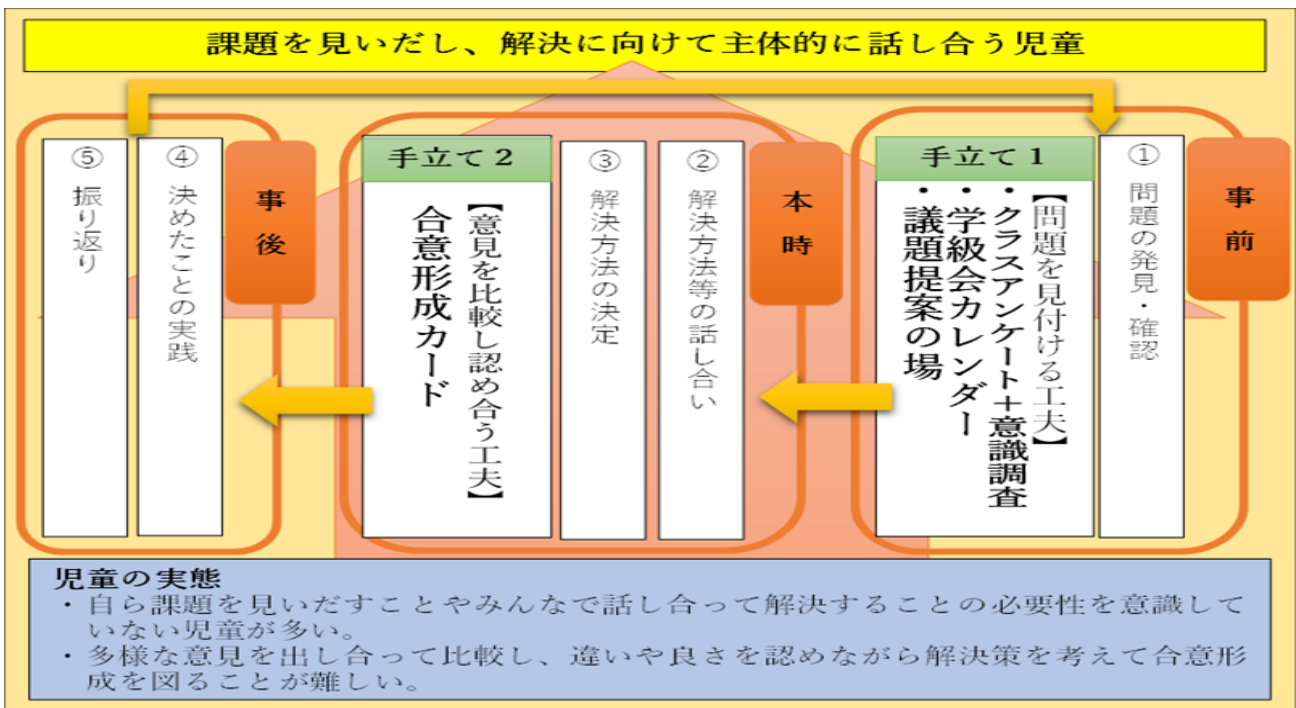 課題を見いだし、解決に向けて主体的に話し合う児童
事前
①問題の発見・確認
手立て１
【問題を見付ける工夫】
・クラスアンケート＋意識調査
・学級会カレンダー
・議題提案の場
本時
②解決方法等の話し合い
③解決方法の決定
手立て２
【意見を比較し認め合う工夫】
合意形成カード
事後
④決めたことの実践
⑤振り返り
児童の実態
・自ら課題を見いだすことやみんなで話し合って解決することの必要性を意識して
いない児童が多い。
・多様な意見を出し合って比較し、違いや良さを認めながら解決策を考えて合意形
成を図ることが難しい。